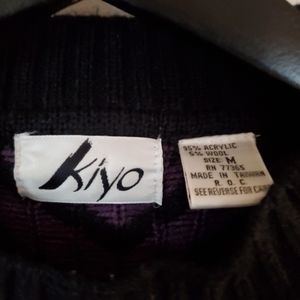 Kiyo
95% ACRYLIC
5% WOOL
SIZE: M
RN 77365
MADE IN TAIWAN
R. O. C.
SEE REVERSE FOR CARE